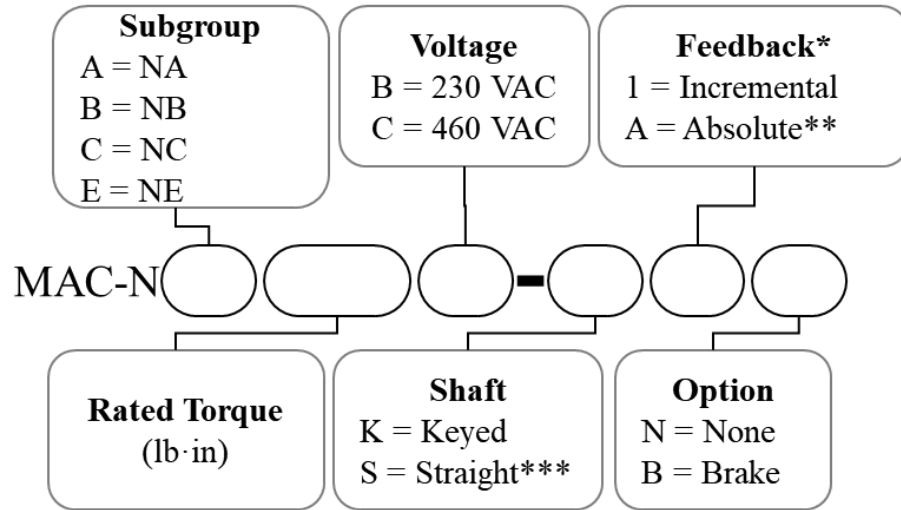 Subgroup
A = NA
B = NB
C = NC
E = NE
Voltage
B = 230 VAC
C = 460 VAC
Feedback*
1 = Incremental
A = Absolute**
MAC-N -
Rated Torque
(lb·in)
Shaft
K = Keyed
S = Straight***
Option
N = None
B = Brake